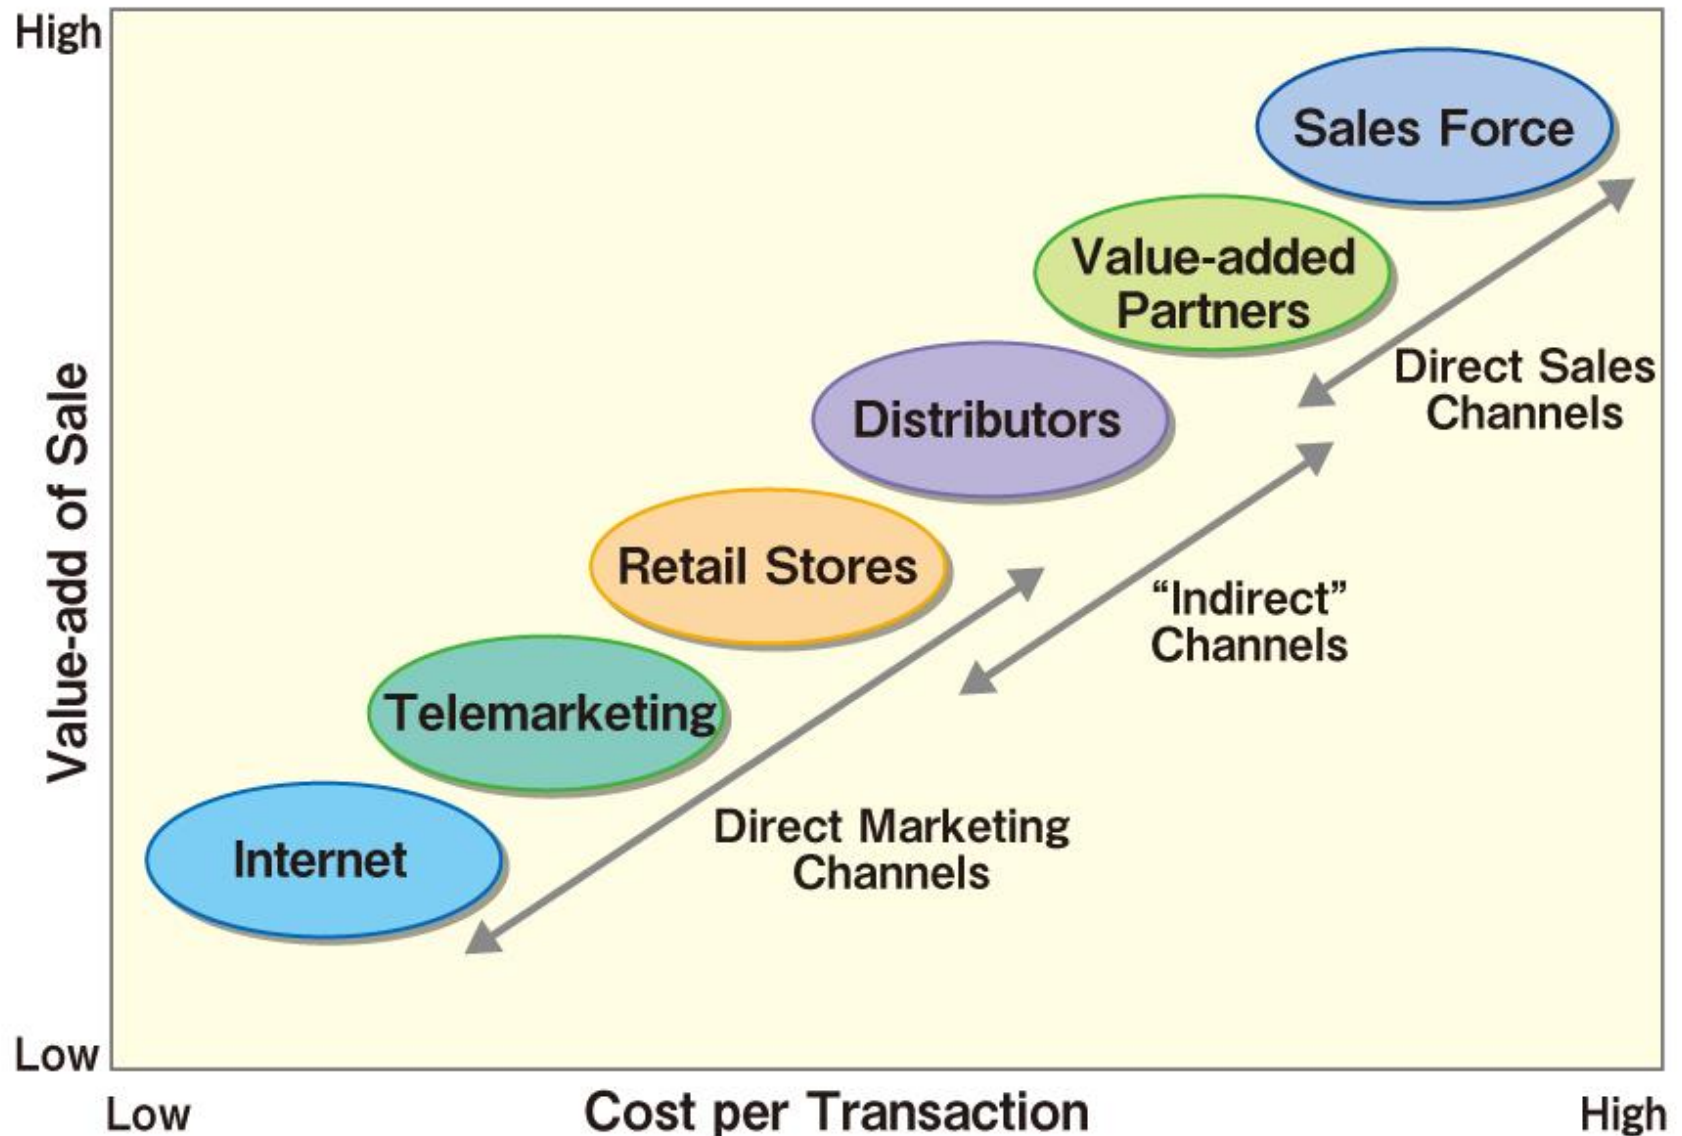 High
Sales Force
Value-added
Partners
Direct Sales
Channels
Distributors
Value-add of Sale
Retail Stores
“Indirect”
Channels
Telemarketing
Direct Marketing
Channels
Internet
Low
Low
Cost per Transaction
High